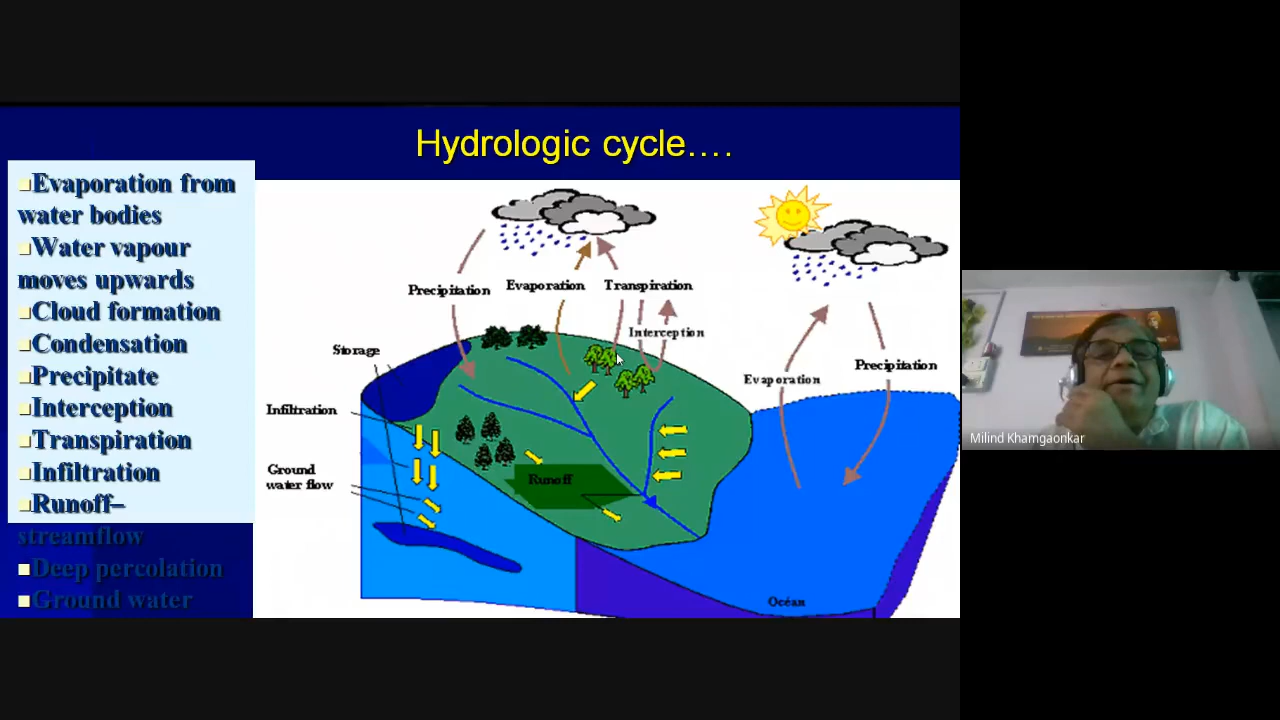 Hydrologic cycle....
Evaporation from
water bodies
Water vapour
moves upwards
Cloud formation
Condensation
Precipitate
Interception
Transpiration
Infiltration
Runoff–
streamflow
Deep percolation
Ground water
Precipitation
Evaporation
Transpiration
Interception
Storage
Infiltration
Ground
water flow
Runoff
Evaporation
Precipitation
Océan
Milind Khamgaonkar